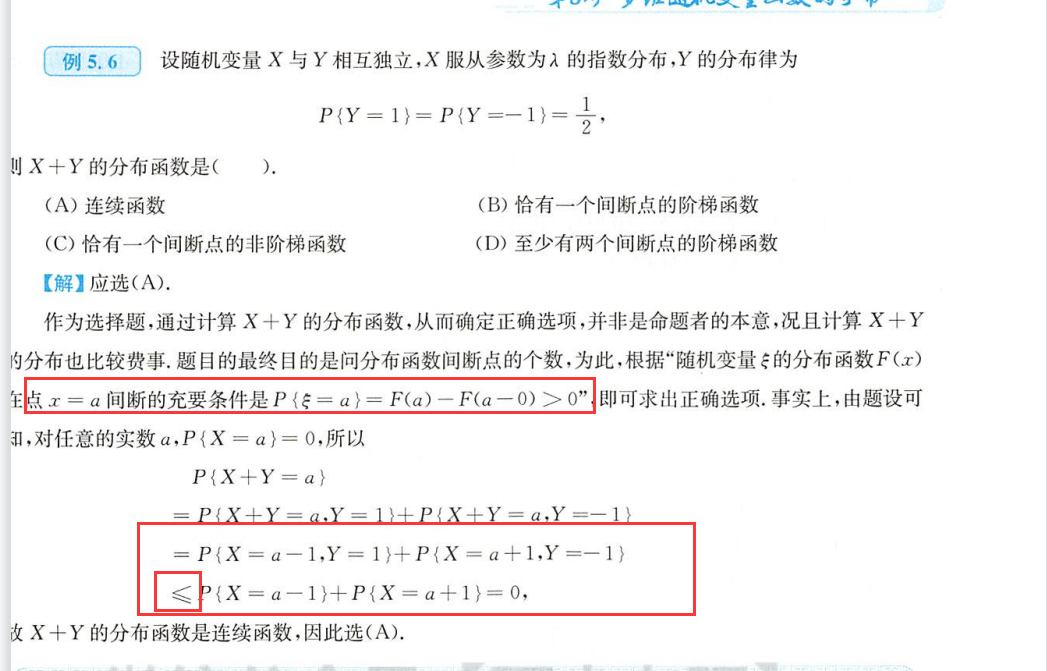 例 5.6 设随机变量 X 与 Y 相互独立,X 服从参数为 λ 的指数分布,Y 的分布律为
P{Y = 1} = P{Y = −1} = 1/2,
则 X+Y 的分布函数是( ).
(A) 连续函数 (B) 恰有一个间断点的阶梯函数
(C) 恰有一个间断点的非阶梯函数 (D) 至少有两个间断点的阶梯函数
【解】应选(A).
作为选择题,通过计算 X+Y 的分布函数,从而确定正确选项,并非是命题者的本意,况且计算 X+Y
的分布也比较费事.题目的最终目的是问分布函数间断点的个数,为此,根据“随机变量 ξ 的分布函数 F(x)
在点 x = a 间断的充要条件是 P{ξ = a} = F(a) − F(a−0) > 0”,即可求出正确选项.事实上,由题设可
知,对任意的实数 a,P{X = a} = 0,所以
P{X+Y = a}
= P{X+Y = a,Y = 1} + P{X+Y = a,Y = −1}
= P{X = a−1,Y = 1} + P{X = a+1,Y = −1}
⩽ P{X = a−1} + P{X = a+1} = 0,
故 X+Y 的分布函数是连续函数,因此选(A).